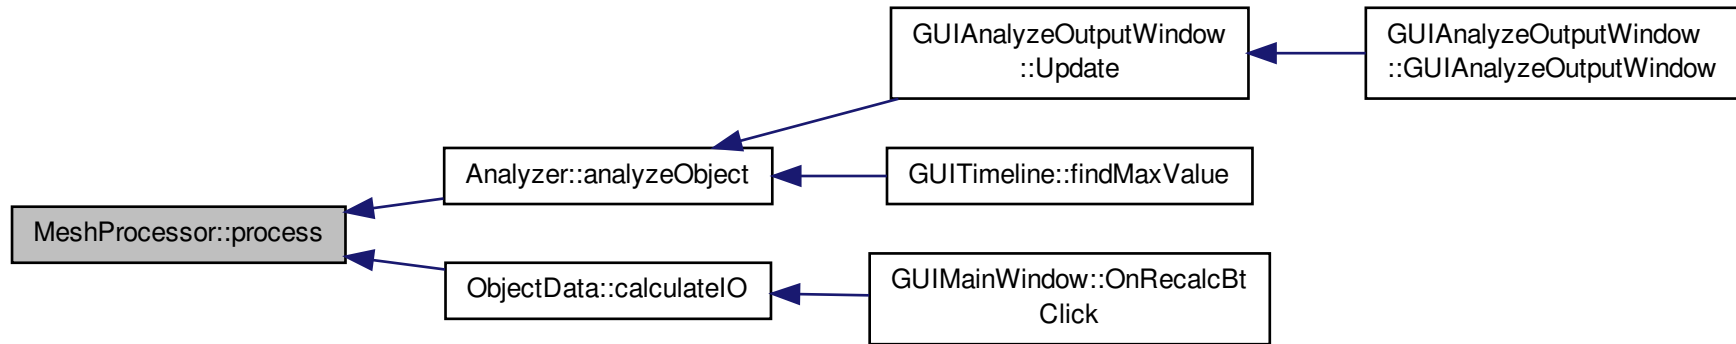 GUIAnalyzeOutputWindow
::Update
GUIAnalyzeOutputWindow
::GUIAnalyzeOutputWindow
Analyzer::analyzeObject
GUITimeline::findMaxValue
MeshProcessor::process
ObjectData::calculateIO
GUIMainWindow::OnRecalcBt
Click